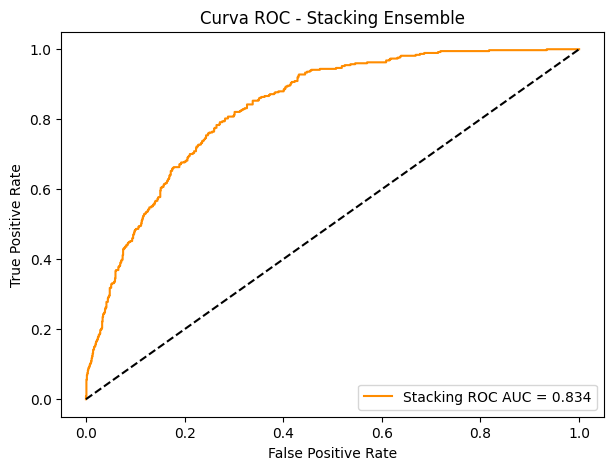 Curva ROC - Stacking Ensemble
True Positive Rate
1.0
0.8
0.6
0.4
0.2
0.0
Stacking ROC AUC = 0.834
0.0 0.2 0.4 0.6 0.8 1.0
False Positive Rate